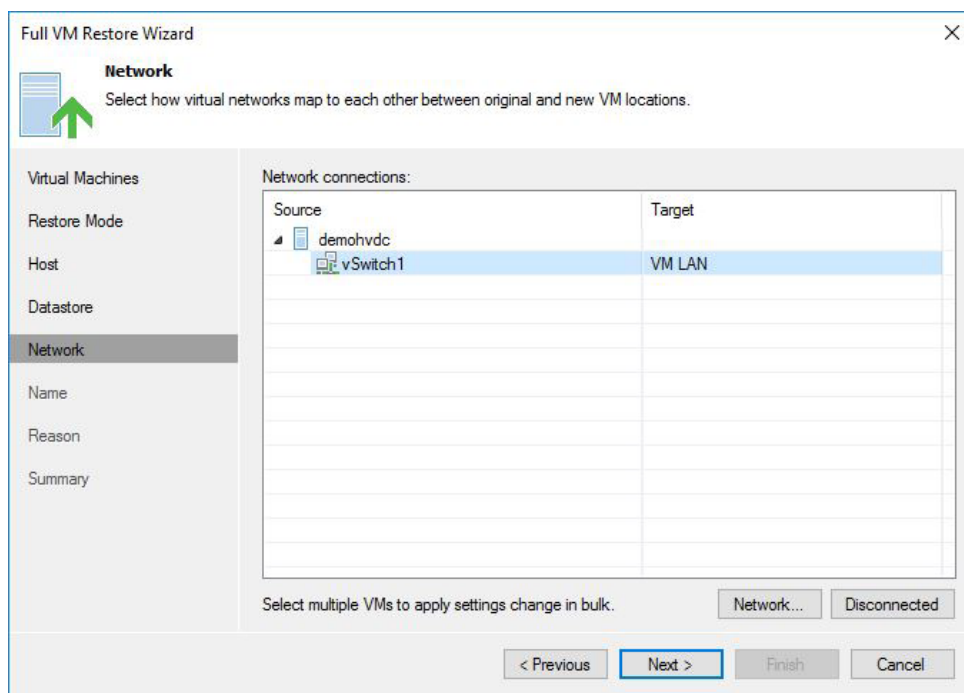 Full VM Restore Wizard
Network
Select how virtual networks map to each other between original and new VM locations.
Virtual Machines
Restore Mode
Host
Datastore
Network
Name
Reason
Summary
Network connections:
Source Target
demohvdc
vSwitch1 VM LAN
Select multiple VMs to apply settings change in bulk. Network... Disconnected
< Previous Next > Finish Cancel